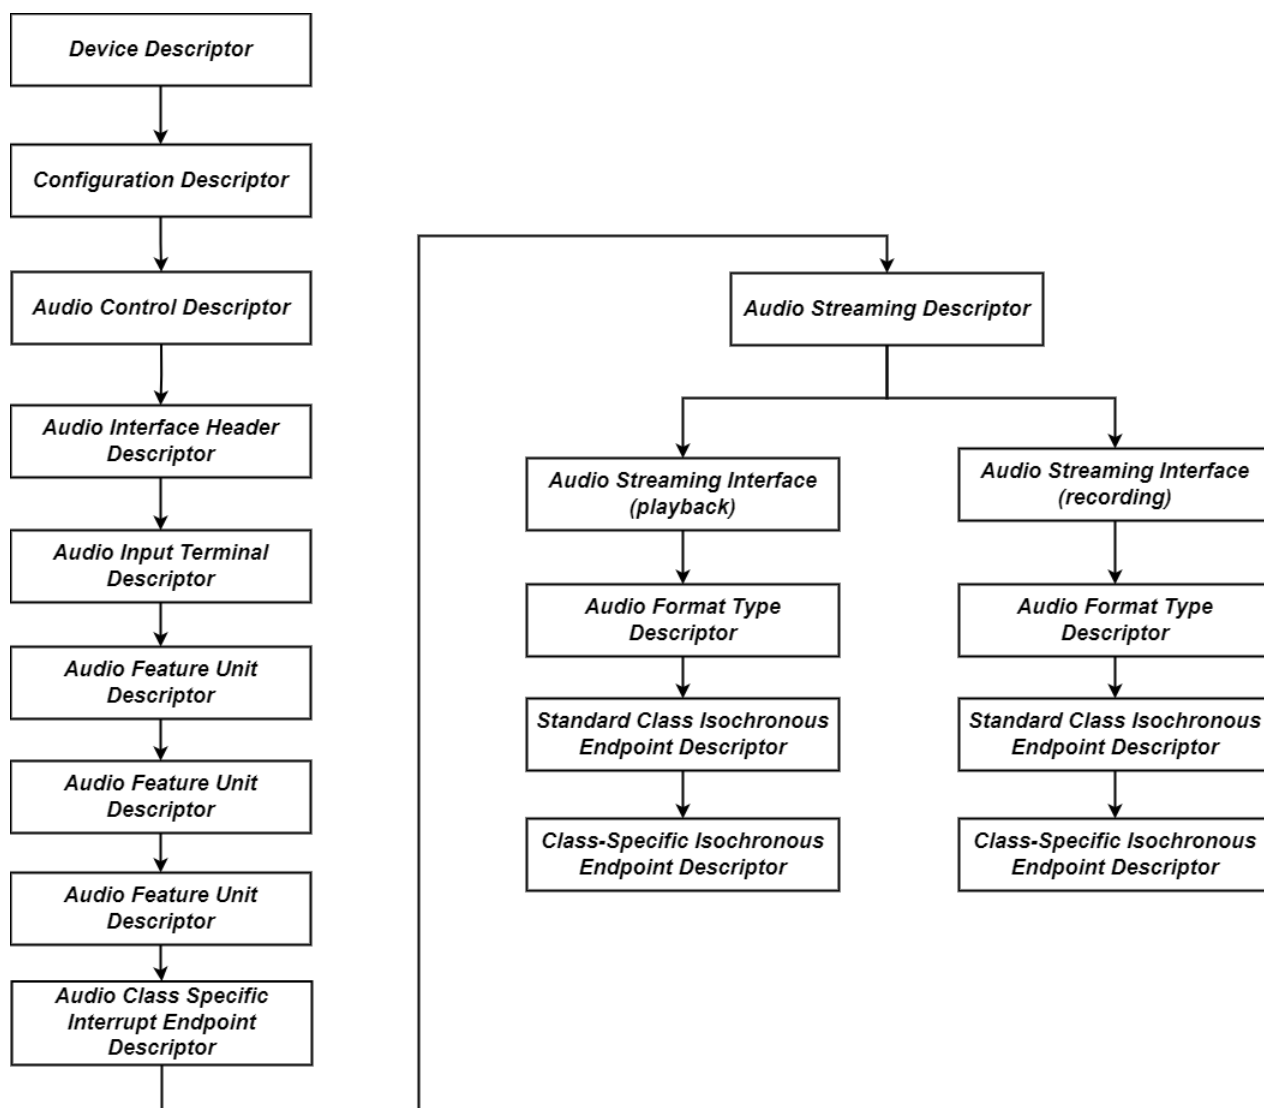 Device Descriptor
Configuration Descriptor
Audio Control Descriptor
Audio Interface Header
Descriptor
Audio Input Terminal
Descriptor
Audio Feature Unit
Descriptor
Audio Feature Unit
Descriptor
Audio Feature Unit
Descriptor
Audio Class Specific
Interrupt Endpoint
Descriptor
Audio Streaming Descriptor
Audio Streaming Interface
(playback)
Audio Format Type
Descriptor
Standard Class Isochronous
Endpoint Descriptor
Class-Specific Isochronous
Endpoint Descriptor
Audio Streaming Interface
(recording)
Audio Format Type
Descriptor
Standard Class Isochronous
Endpoint Descriptor
Class-Specific Isochronous
Endpoint Descriptor